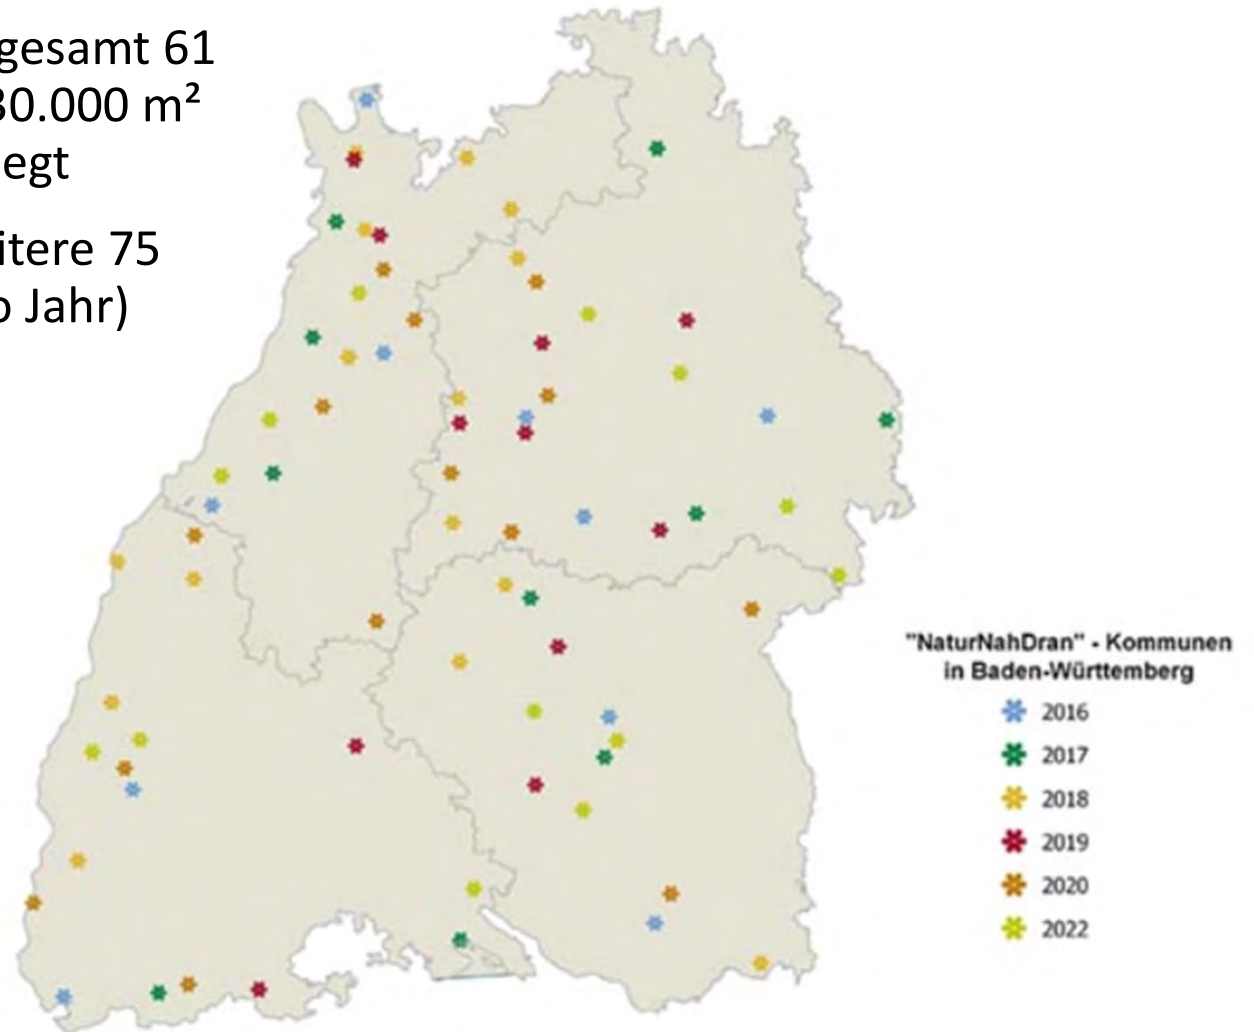 gesamt 61
30.000 m²
egt
itere 75
Jahr)
"NaturNahDran" - Kommunen
in Baden-Württemberg
2016
2017
2018
2019
2020
2022